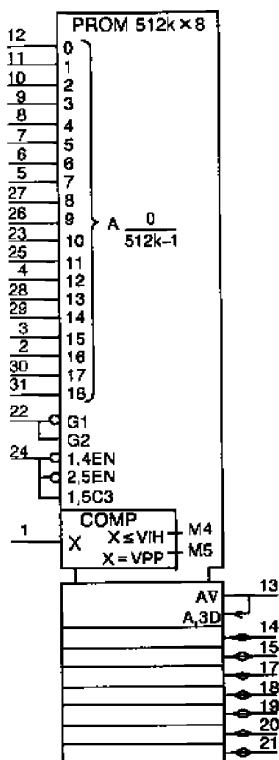 PROM 512k×8
12 0
11 1
10 2
9 3
8 4
7 5
6 6
5 7
27 8
26 9
A 0
512k-1
23 10
25 11
4 12
28 13
29 14
3 15
2 16
30 17
31 18
22 G1
G2
24 1,4EN
2,5EN
1,5C3
COMP
1 X X≤VIH M4
X=VPP M5
A∇ 13
A,3D
14
15
17
18
19
20
21